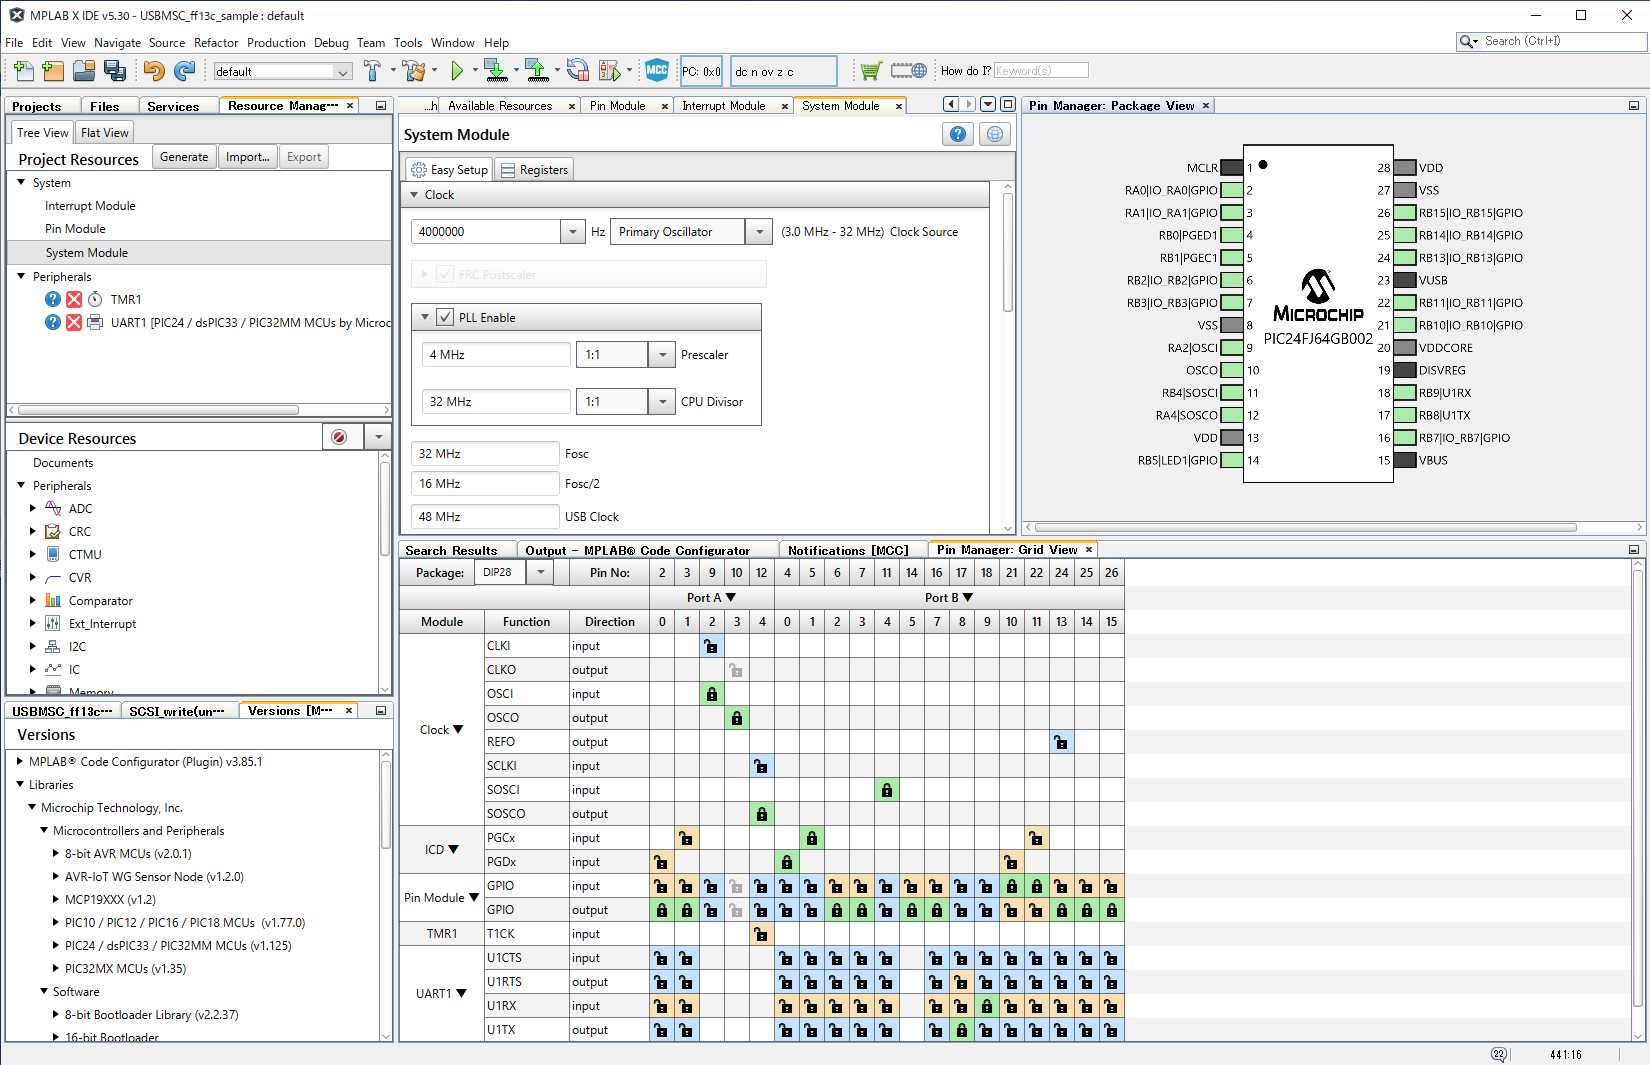 MPLAB X IDE v5.30 - USBMSC_ff13c_sample : default
File Edit View Navigate Source Refactor Production Debug Team Tools Window Help
Search (Ctrl+I)
default
MCC
PC: 0x0
dc n ov z c
How do I?
Keyword(s)
Projects Files Services Resource Manag···
Tree View Flat View
Project Resources Generate Import... Export
System
Interrupt Module
Pin Module
System Module
Peripherals
TMR1
UART1 [PIC24 / dsPIC33 / PIC32MM MCUs by Microc
Device Resources
Documents
Peripherals
ADC
CRC
CTMU
CVR
Comparator
Ext_Interrupt
I2C
IC
Memory
USBMSC_ff13c··· SCSI_write(un··· Versions [M···
Versions
MPLAB® Code Configurator (Plugin) v3.85.1
Libraries
Microchip Technology, Inc.
Microcontrollers and Peripherals
8-bit AVR MCUs (v2.0.1)
AVR-IoT WG Sensor Node (v1.2.0)
MCP19XXX (v1.2)
PIC10 / PIC12 / PIC16 / PIC18 MCUs (v1.77.0)
PIC24 / dsPIC33 / PIC32MM MCUs (v1.125)
PIC32MX MCUs (v1.35)
Software
8-bit Bootloader Library (v2.2.37)
16-bit Bootloader
...h Available Resources Pin Module Interrupt Module System Module
System Module
Easy Setup Registers
Clock
4000000 Hz Primary Oscillator (3.0 MHz - 32 MHz) Clock Source
FRC Postscaler
PLL Enable
4 MHz 1:1 Prescaler
32 MHz 1:1 CPU Divisor
32 MHz Fosc
16 MHz Fosc/2
48 MHz USB Clock
Pin Manager: Package View
MCLR 1 28 VDD
RA0|IO_RA0|GPIO 2 27 VSS
RA1|IO_RA1|GPIO 3 26 RB15|IO_RB15|GPIO
RB0|PGED1 4 25 RB14|IO_RB14|GPIO
RB1|PGEC1 5 24 RB13|IO_RB13|GPIO
RB2|IO_RB2|GPIO 6 23 VUSB
RB3|IO_RB3|GPIO 7 22 RB11|IO_RB11|GPIO
VSS 8 21 RB10|IO_RB10|GPIO
RA2|OSCI 9 20 VDDCORE
OSCO 10 19 DISVREG
RB4|SOSCI 11 18 RB9|U1RX
RA4|SOSCO 12 17 RB8|U1TX
VDD 13 16 RB7|IO_RB7|GPIO
RB5|LED1|GPIO 14 15 VBUS
MICROCHIP
PIC24FJ64GB002
Search Results Output - MPLAB® Code Configurator Notifications [MCC] Pin Manager: Grid View
Package: DIP28 Pin No: 2 3 9 10 12 4 5 6 7 11 14 16 17 18 21 22 24 25 26
Port A ▼ Port B ▼
Module Function Direction 0 1 2 3 4 0 1 2 3 4 5 7 8 9 10 11 13 14 15
Clock ▼
CLKI input
CLKO output
OSCI input
OSCO output
REFO output
SCLKI input
SOSCI input
SOSCO output
ICD ▼
PGCx input
PGDx input
Pin Module ▼
GPIO input
GPIO output
TMR1 T1CK input
UART1 ▼
U1CTS input
U1RTS output
U1RX input
U1TX output
22
441:16